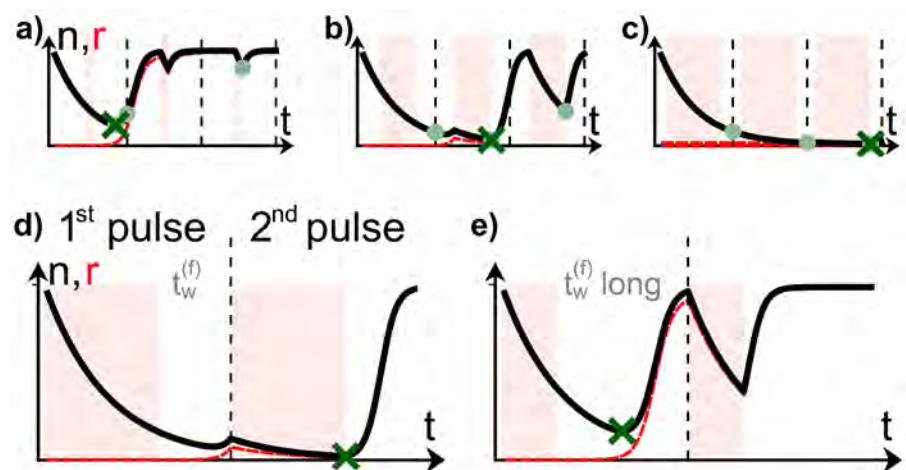 a) n,r t
b) t
c) t
d) 1st pulse 2nd pulse
t_w^(f)
n,r t
e) t_w^(f) long
t